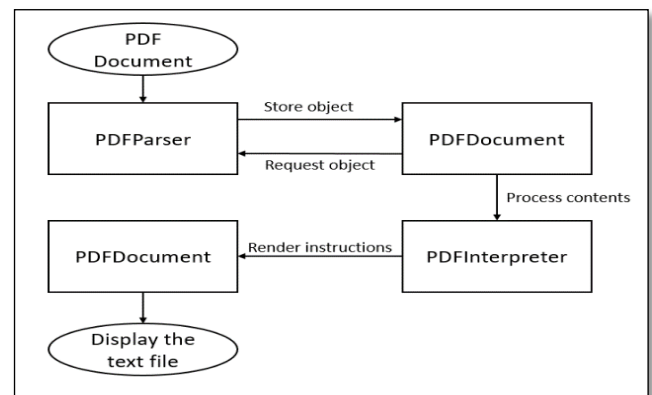 PDF
Document
Store object
PDFParser
PDFDocument
Request object
Process contents
PDFDocument
Render instructions
PDFInterpreter
Display the
text file